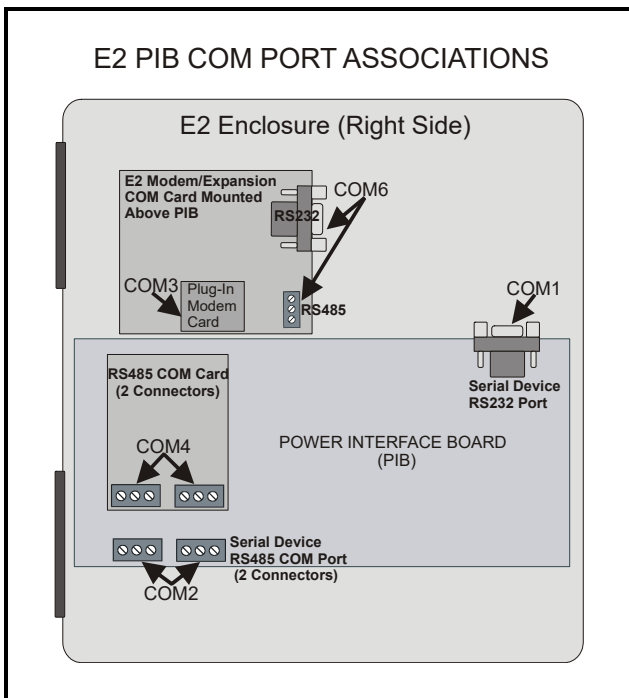 E2 PIB COM PORT ASSOCIATIONS
E2 Enclosure (Right Side)
E2 Modem/Expansion
COM Card Mounted
Above PIB
COM6
RS232
COM3
Plug-In
Modem
Card
RS485
COM1
Serial Device
RS232 Port
RS485 COM Card
(2 Connectors)
COM4
POWER INTERFACE BOARD
(PIB)
Serial Device
RS485 COM Port
(2 Connectors)
COM2